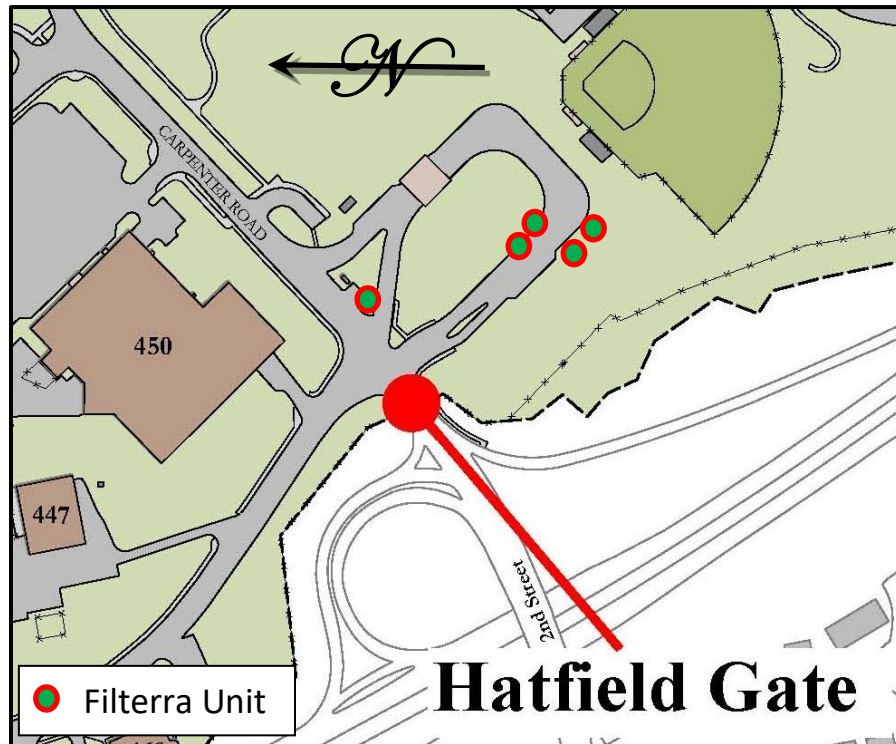 N
CARPENTER ROAD
450
447
2nd Street
Hatfield Gate
Filterra Unit